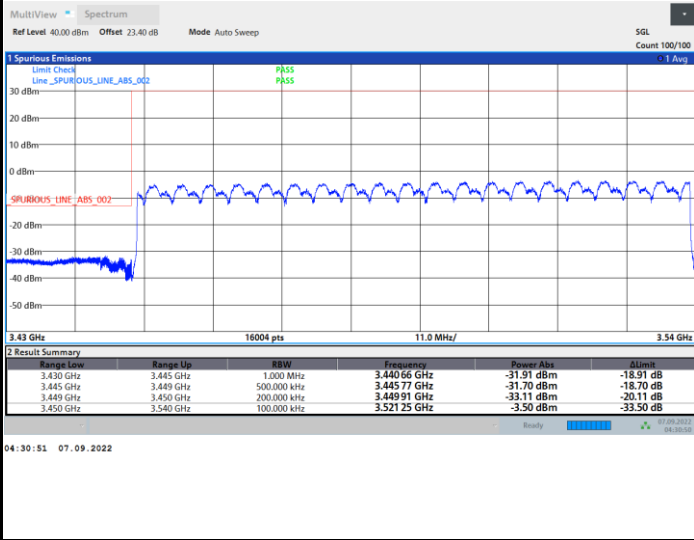 MultiView Spectrum
Ref Level 40.00 dBm Offset 23.40 dB Mode Auto Sweep SGL
Count 100/100
1 Spurious Emissions 1 Avg
Limit Check PASS
Line _SPURIOUS_LINE_ABS_002 PASS
30 dBm
20 dBm
10 dBm
0 dBm
_SPURIOUS_LINE_ABS_002
-20 dBm
-30 dBm
-40 dBm
-50 dBm
3.43 GHz 16004 pts 11.0 MHz/ 3.54 GHz
2 Result Summary
Range Low Range Up RBW Frequency Power Abs ΔLimit
3.430 GHz 3.445 GHz 1.000 MHz 3.440 66 GHz -31.91 dBm -18.91 dB
3.445 GHz 3.449 GHz 500.000 kHz 3.445 77 GHz -31.70 dBm -18.70 dB
3.449 GHz 3.450 GHz 200.000 kHz 3.449 91 GHz -33.11 dBm -20.11 dB
3.450 GHz 3.540 GHz 100.000 kHz 3.521 25 GHz -3.50 dBm -33.50 dB
Ready 07.09.2022
04:30:50
04:30:51 07.09.2022